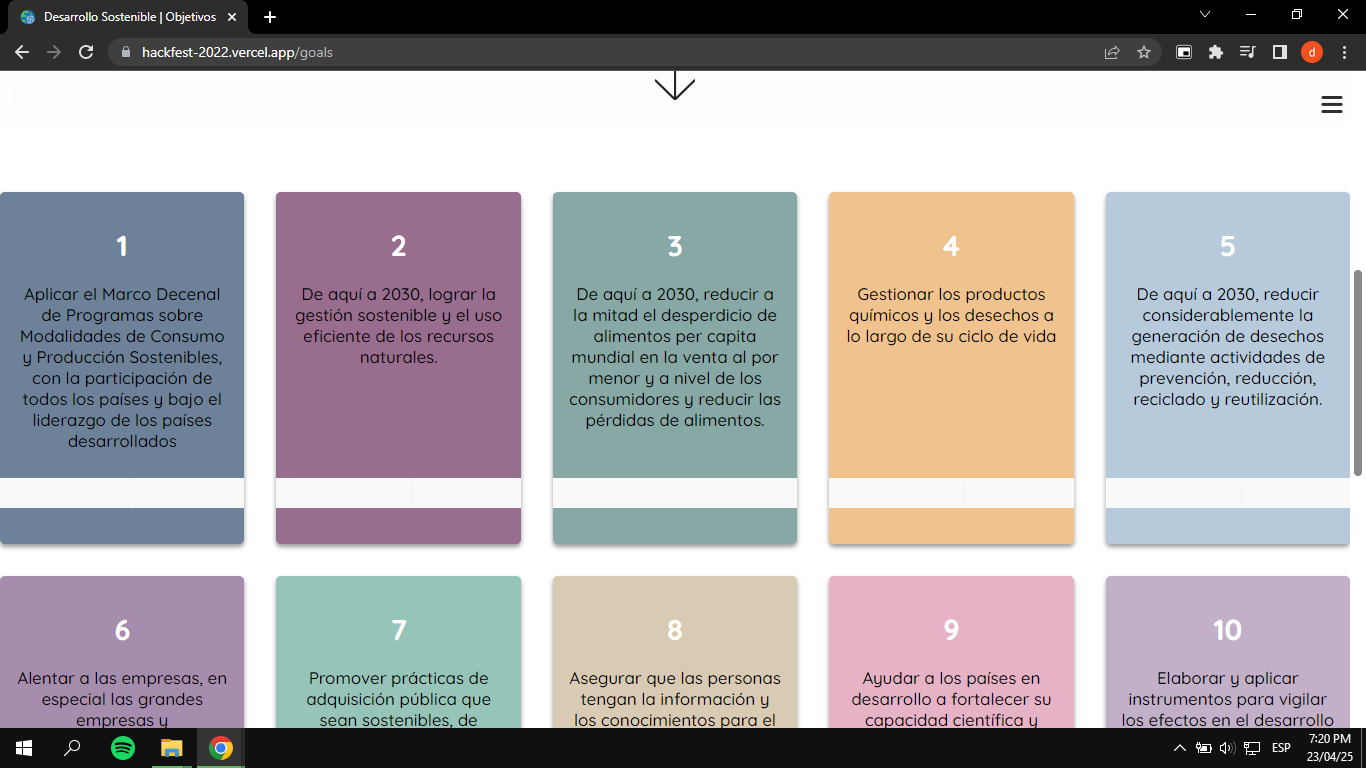 Desarrollo Sostenible | Objetivos
hackfest-2022.vercel.app/goals
d
1
Aplicar el Marco Decenal
de Programas sobre
Modalidades de Consumo
y Producción Sostenibles,
con la participación de
todos los países y bajo el
liderazgo de los países
desarrollados
2
De aquí a 2030, lograr la
gestión sostenible y el uso
eficiente de los recursos
naturales.
3
De aquí a 2030, reducir a
la mitad el desperdicio de
alimentos per capita
mundial en la venta al por
menor y a nivel de los
consumidores y reducir las
pérdidas de alimentos.
4
Gestionar los productos
químicos y los desechos a
lo largo de su ciclo de vida
5
De aquí a 2030, reducir
considerablemente la
generación de desechos
mediante actividades de
prevención, reducción,
reciclado y reutilización.
6
Alentar a las empresas, en
especial las grandes
empresas y
7
Promover prácticas de
adquisición pública que
sean sostenibles, de
8
Asegurar que las personas
tengan la información y
los conocimientos para el
9
Ayudar a los países en
desarrollo a fortalecer su
capacidad científica y
10
Elaborar y aplicar
instrumentos para vigilar
los efectos en el desarrollo
ESP
7:20 PM
23/04/25